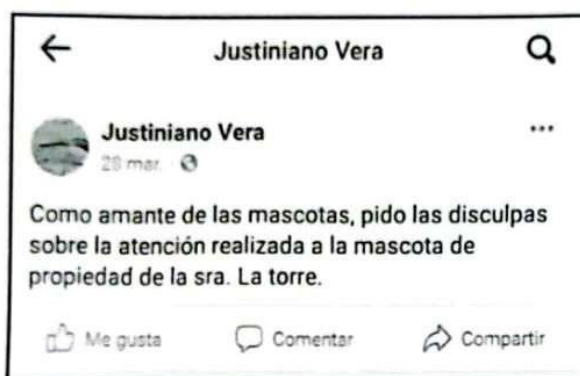 Justiniano Vera
Justiniano Vera
28 mar.
Como amante de las mascotas, pido las disculpas
sobre la atención realizada a la mascota de
propiedad de la sra. La torre.
Me gusta Comentar Compartir